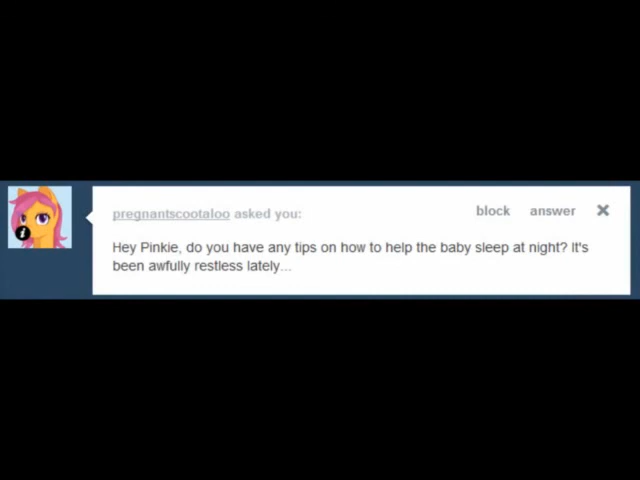 pregnantscootaloo asked you:
block answer ✕
Hey Pinkie, do you have any tips on how to help the baby sleep at night? It's
been awfully restless lately...
i